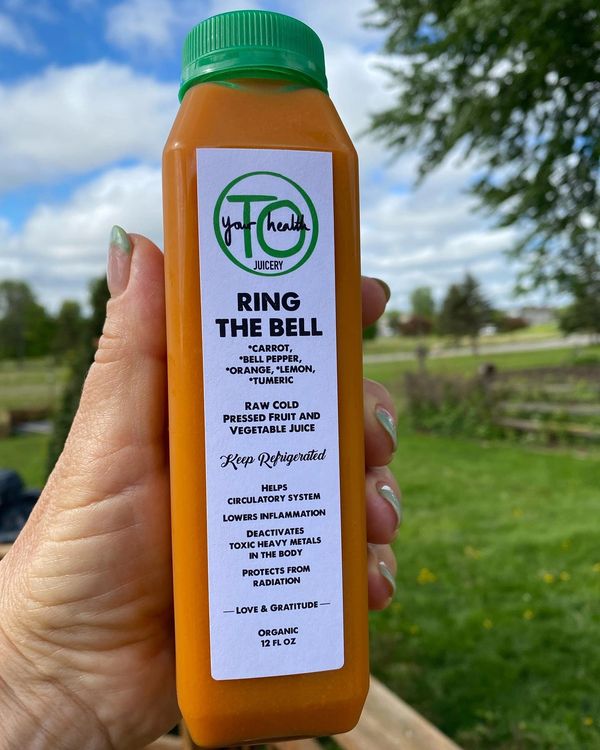 TO
your health
JUICERY
RING
THE BELL
*CARROT,
*BELL PEPPER,
*ORANGE, *LEMON,
*TUMERIC
RAW COLD
PRESSED FRUIT AND
VEGETABLE JUICE
Keep Refrigerated
HELPS
CIRCULATORY SYSTEM
LOWERS INFLAMMATION
DEACTIVATES
TOXIC HEAVY METALS
IN THE BODY
PROTECTS FROM
RADIATION
— LOVE & GRATITUDE —
ORGANIC
12 FL OZ